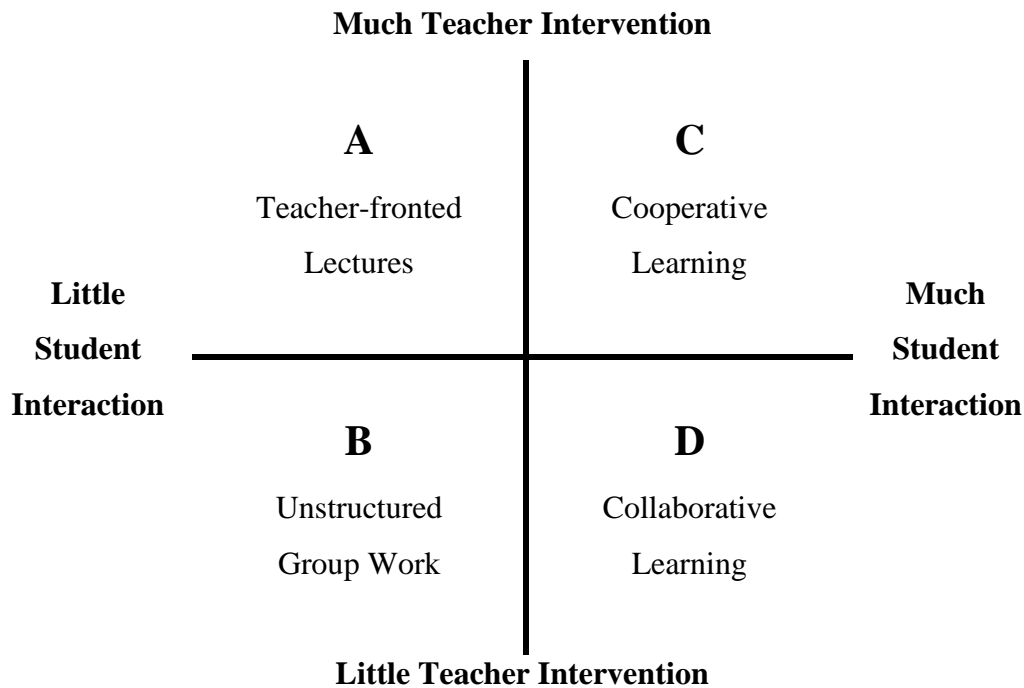 Much Teacher Intervention
A
Teacher-fronted
Lectures
C
Cooperative
Learning
Little
Student
Interaction
Much
Student
Interaction
B
Unstructured
Group Work
D
Collaborative
Learning
Little Teacher Intervention